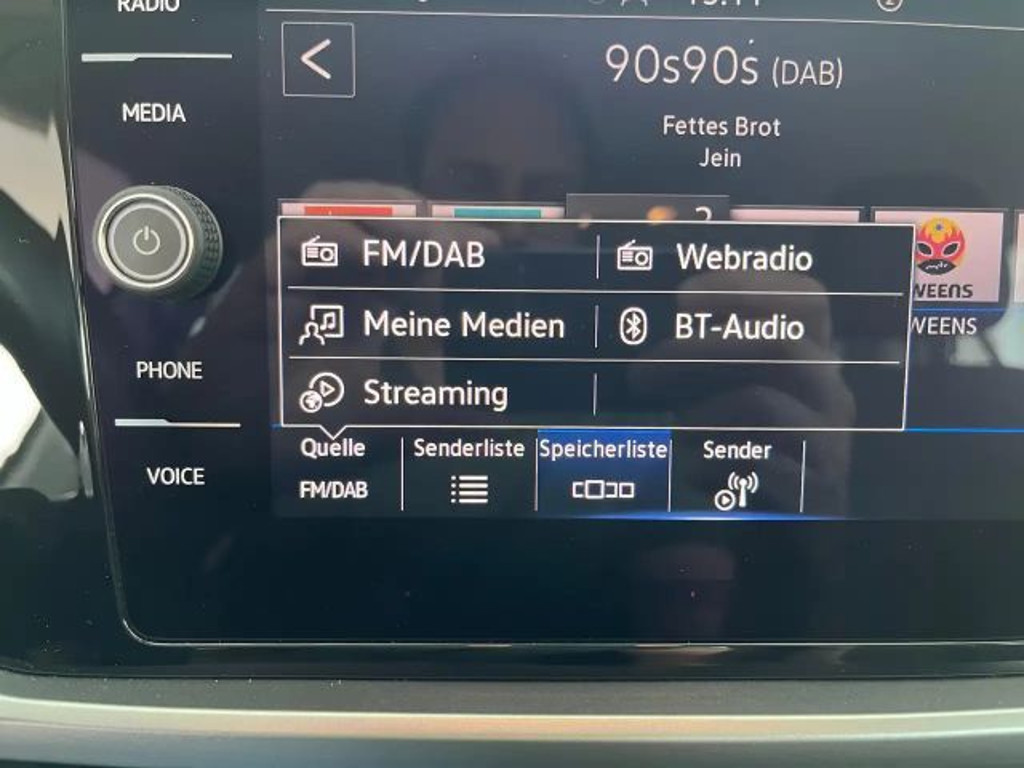 RADIO
90s90s (DAB)
MEDIA
Fettes Brot
Jein
FM/DAB
Webradio
WEENS
Meine Medien
BT-Audio
WEENS
PHONE
Streaming
Quelle
Senderliste
Speicherliste
Sender
VOICE
FM/DAB